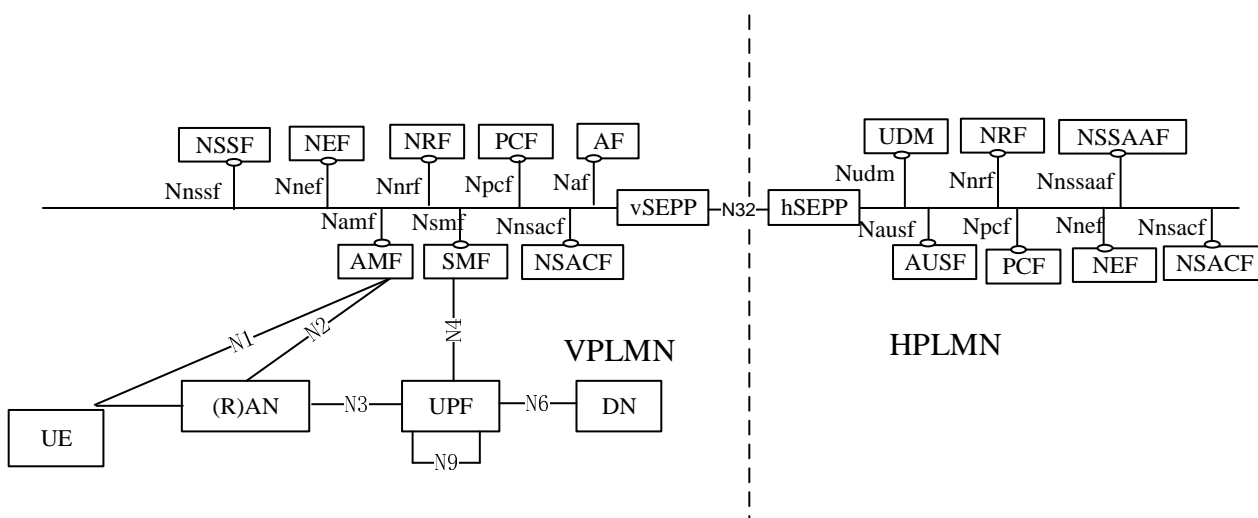 NSSF NEF NRF PCF AF UDM NRF NSSAAF
Nnssf Nnef Nnrf Npcf Naf Nudm Nnrf Nnssaaf
vSEPP N32 hSEPP
Namf Nsmf Nnsacf Nausf Npcf Nnef Nnsacf
AMF SMF NSACF AUSF PCF NEF NSACF
N1 N2 N4
VPLMN HPLMN
UE (R)AN N3 UPF N6 DN
N9